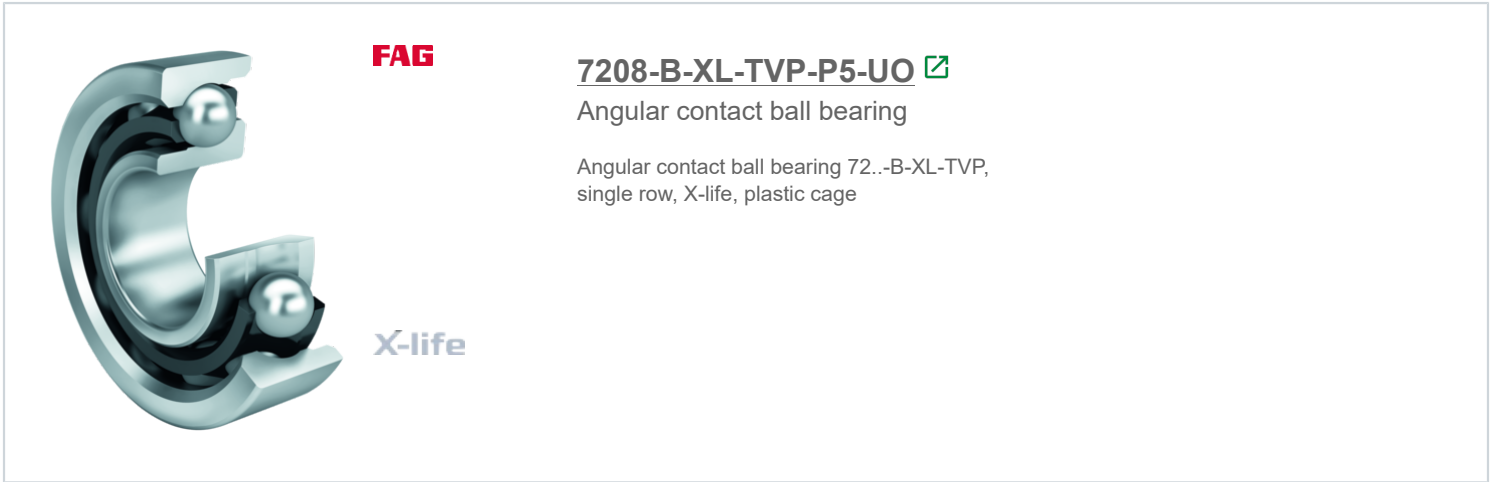 FAG
7208-B-XL-TVP-P5-UO
Angular contact ball bearing
Angular contact ball bearing 72..-B-XL-TVP,
single row, X-life, plastic cage
X-life